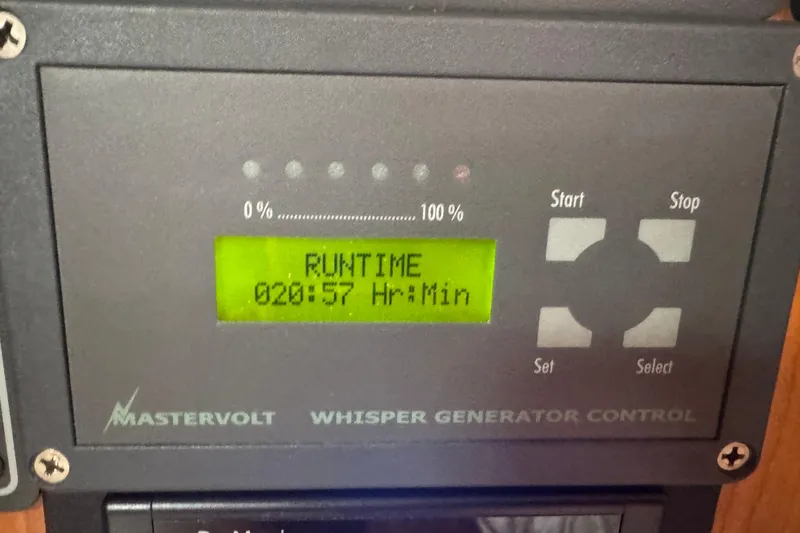 0 % ................................... 100 %
Start
Stop
RUNTIME
020:57 Hr:Min
Set
Select
MASTERVOLT WHISPER GENERATOR CONTROL